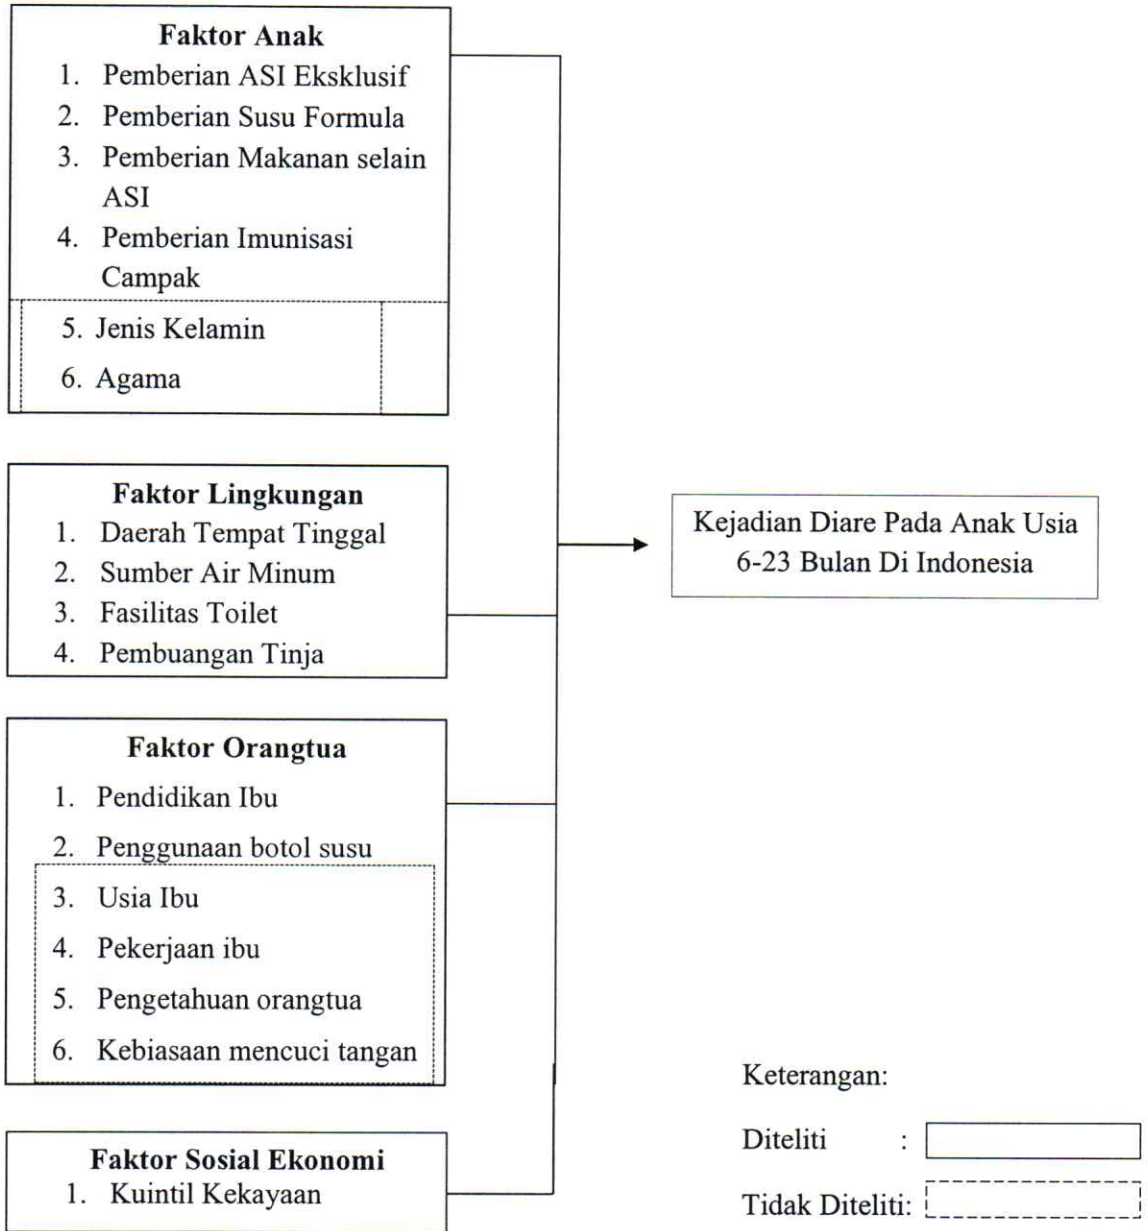 Faktor Anak
1. Pemberian ASI Eksklusif
2. Pemberian Susu Formula
3. Pemberian Makanan selain
ASI
4. Pemberian Imunisasi
Campak
5. Jenis Kelamin
6. Agama
Faktor Lingkungan
1. Daerah Tempat Tinggal
2. Sumber Air Minum
3. Fasilitas Toilet
4. Pembuangan Tinja
Faktor Orangtua
1. Pendidikan Ibu
2. Penggunaan botol susu
3. Usia Ibu
4. Pekerjaan ibu
5. Pengetahuan orangtua
6. Kebiasaan mencuci tangan
Faktor Sosial Ekonomi
1. Kuintil Kekayaan
Kejadian Diare Pada Anak Usia
6-23 Bulan Di Indonesia
Keterangan:
Diteliti :
Tidak Diteliti: